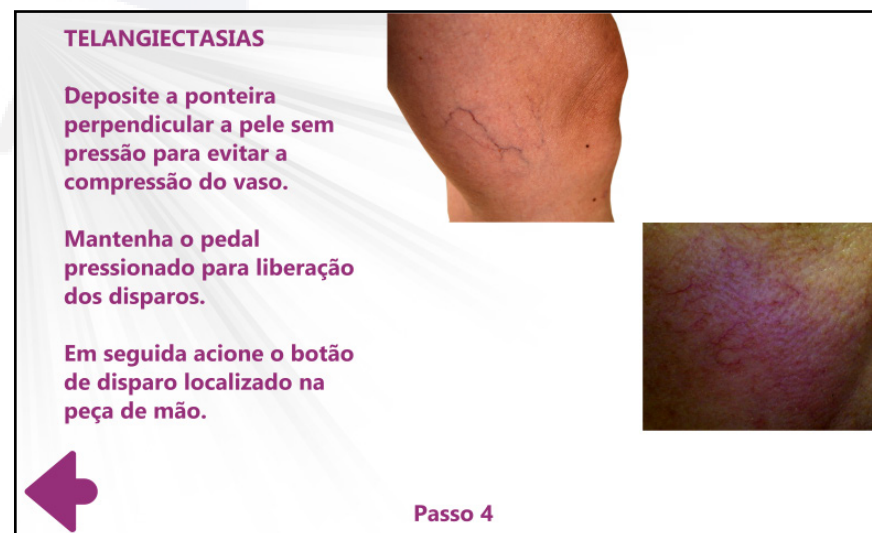 TELANGIECTASIAS
Deposite a ponteira
perpendicular a pele sem
pressão para evitar a
compressão do vaso.
Mantenha o pedal
pressionado para liberação
dos disparos.
Em seguida acione o botão
de disparo localizado na
peça de mão.
Passo 4